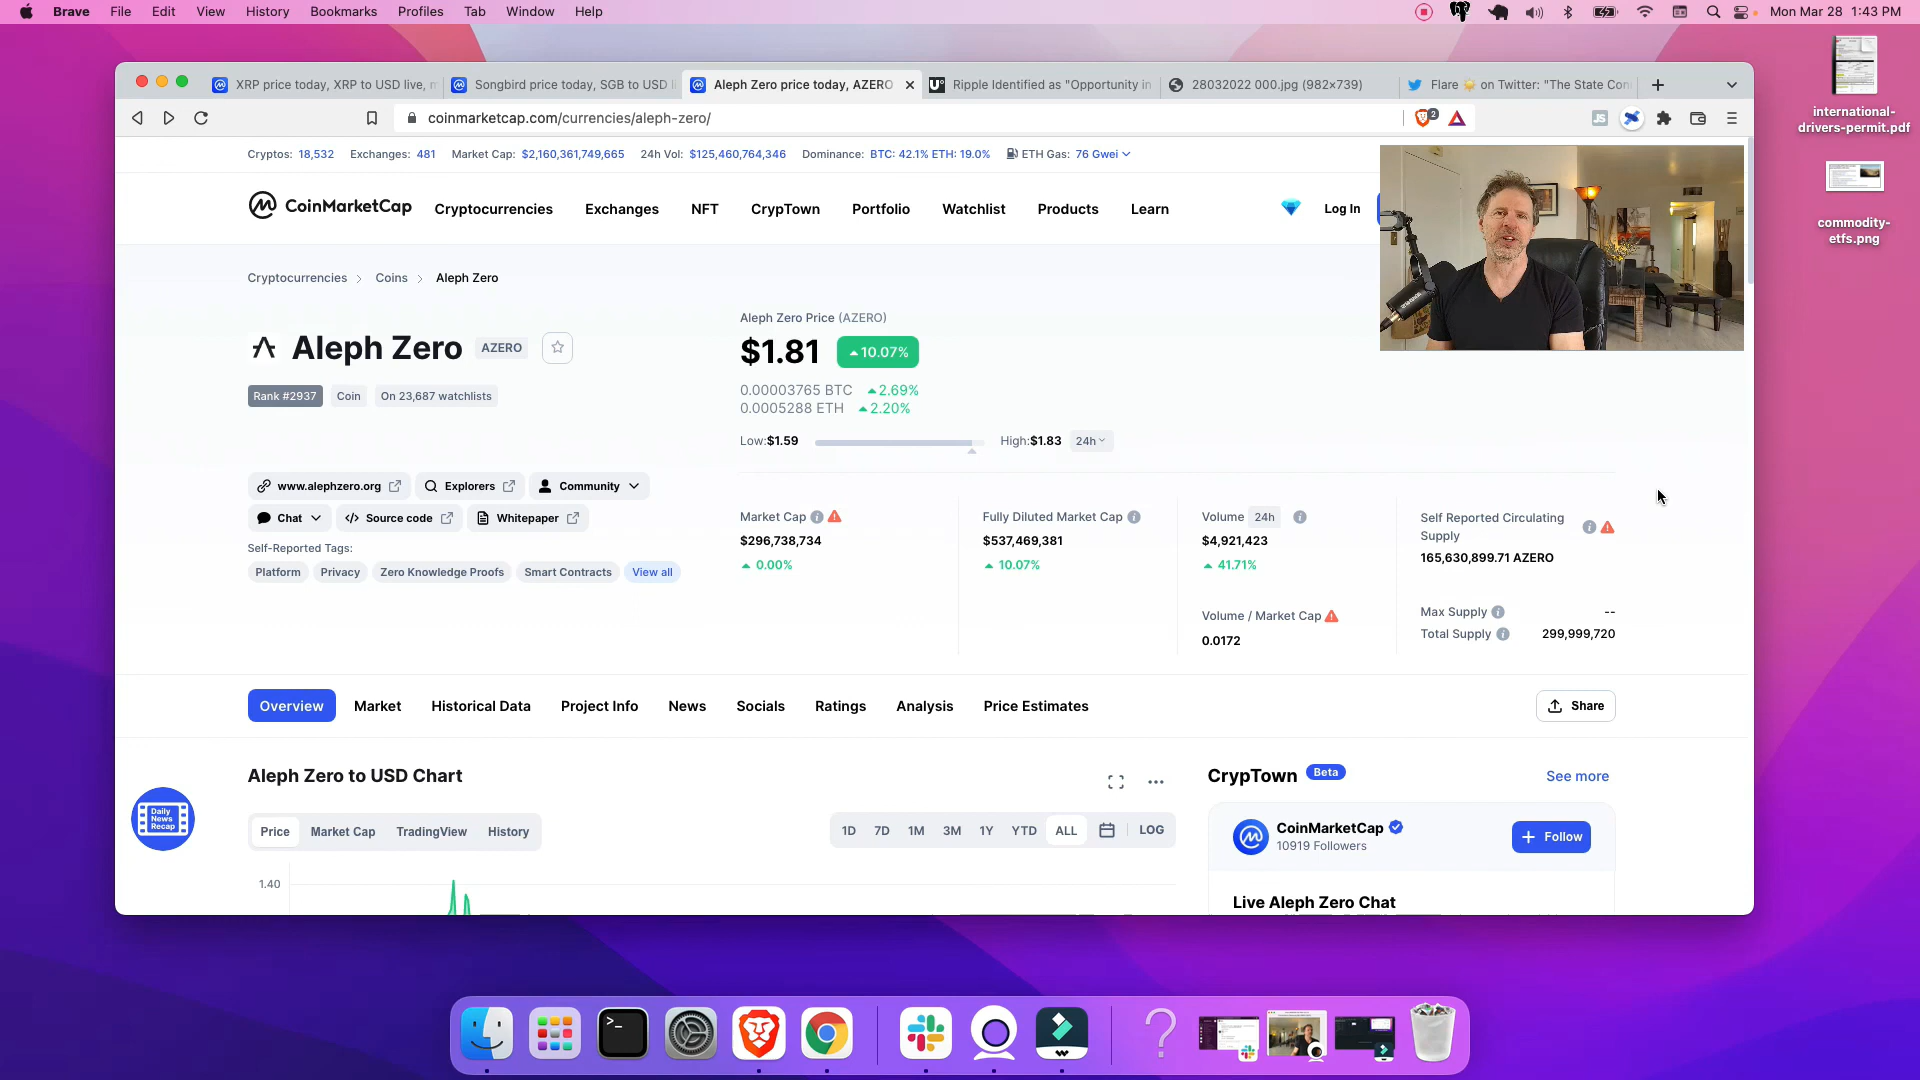 Brave File Edit View History Bookmarks Profiles Tab Window Help
Mon Mar 28 1:43 PM
XRP price today, XRP to USD live, m
Songbird price today, SGB to USD l
Aleph Zero price today, AZERO
Ripple Identified as "Opportunity in
28032022 000.jpg (982×739)
Flare on Twitter: "The State Con
coinmarketcap.com/currencies/aleph-zero/
2
JS
international-
drivers-permit.pdf
commodity-
etfs.png
Cryptos: 18,532 Exchanges: 481 Market Cap: $2,160,361,749,665 24h Vol: $125,460,764,346 Dominance: BTC: 42.1% ETH: 19.0% ETH Gas: 76 Gwei
CoinMarketCap Cryptocurrencies Exchanges NFT CrypTown Portfolio Watchlist Products Learn Log In
Cryptocurrencies Coins Aleph Zero
Aleph Zero AZERO
Rank #2937 Coin On 23,687 watchlists
Aleph Zero Price (AZERO)
$1.81 10.07%
0.00003765 BTC 2.69%
0.0005288 ETH 2.20%
Low:$1.59 High:$1.83 24h
www.alephzero.org Explorers Community
Chat Source code Whitepaper
Self-Reported Tags:
Platform Privacy Zero Knowledge Proofs Smart Contracts View all
Market Cap
$296,738,734
0.00%
Fully Diluted Market Cap
$537,469,381
10.07%
Volume 24h
$4,921,423
41.71%
Volume / Market Cap
0.0172
Self Reported Circulating
Supply
165,630,899.71 AZERO
Max Supply --
Total Supply 299,999,720
Overview Market Historical Data Project Info News Socials Ratings Analysis Price Estimates Share
Aleph Zero to USD Chart
Price Market Cap TradingView History
1D 7D 1M 3M 1Y YTD ALL LOG
1.40
CrypTown Beta See more
CoinMarketCap
10919 Followers
Follow
Live Aleph Zero Chat
Daily
News
Recap